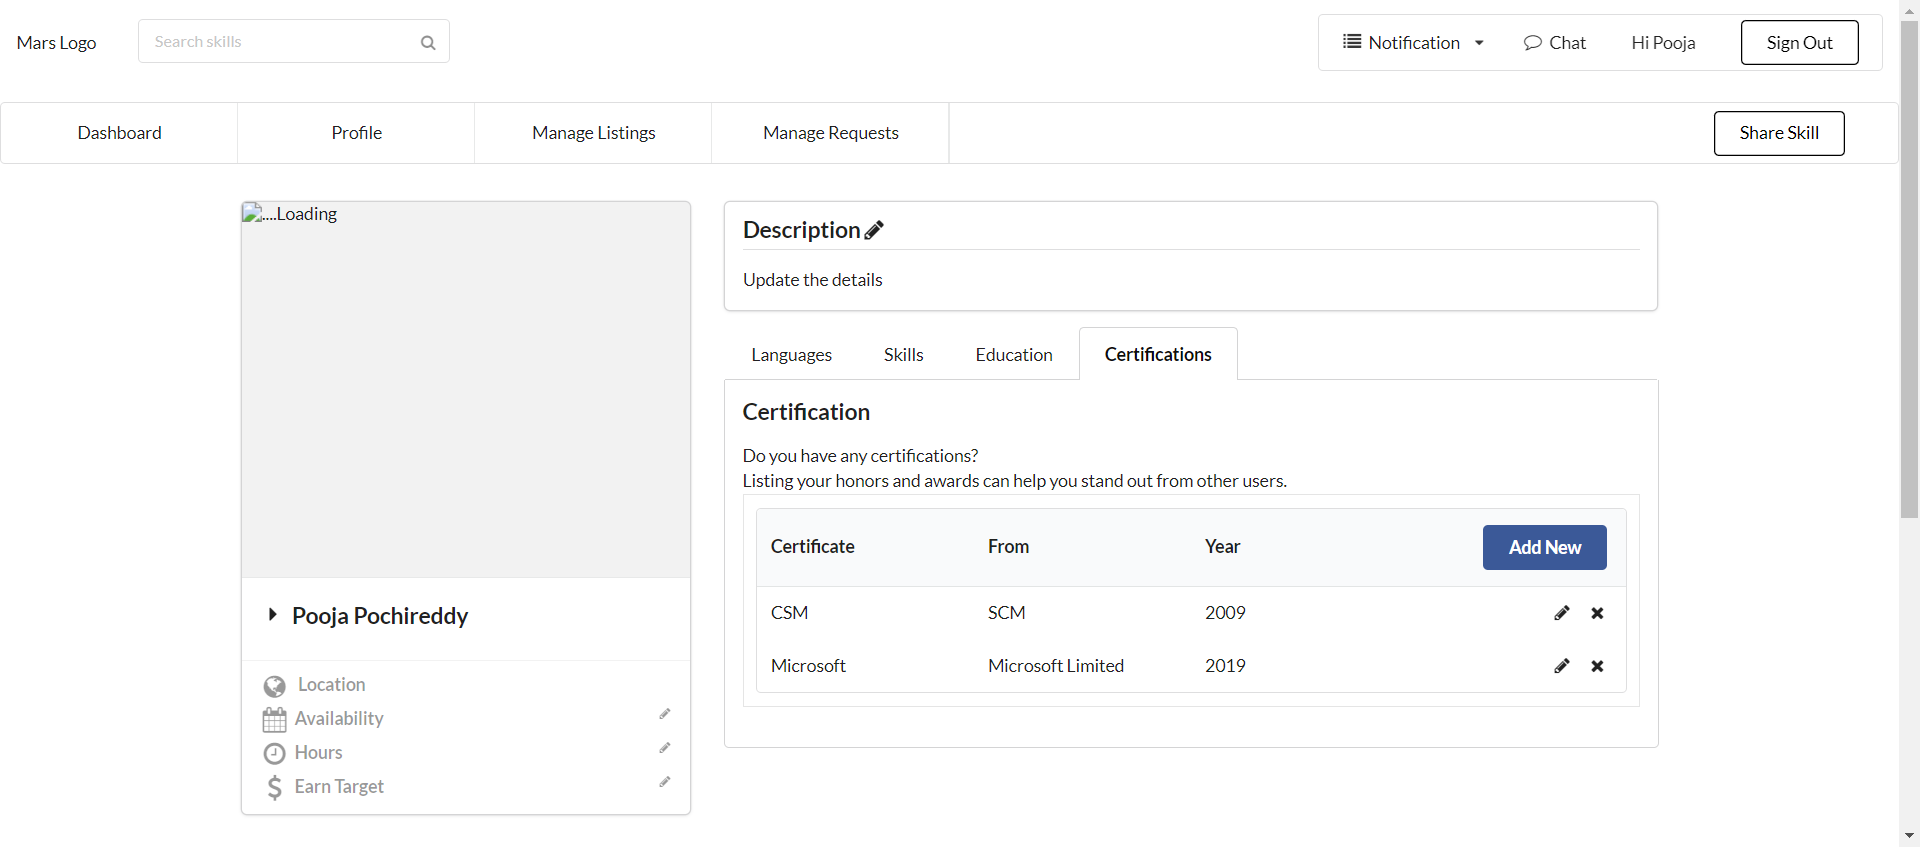 Mars Logo
Search skills
Notification
Chat
Hi Pooja
Sign Out
Dashboard
Profile
Manage Listings
Manage Requests
Share Skill
....Loading
Pooja Pochireddy
Location
Availability
Hours
Earn Target
Description
Update the details
Languages
Skills
Education
Certifications
Certification
Do you have any certifications?
Listing your honors and awards can help you stand out from other users.
Certificate From Year Add New
CSM SCM 2009
Microsoft Microsoft Limited 2019